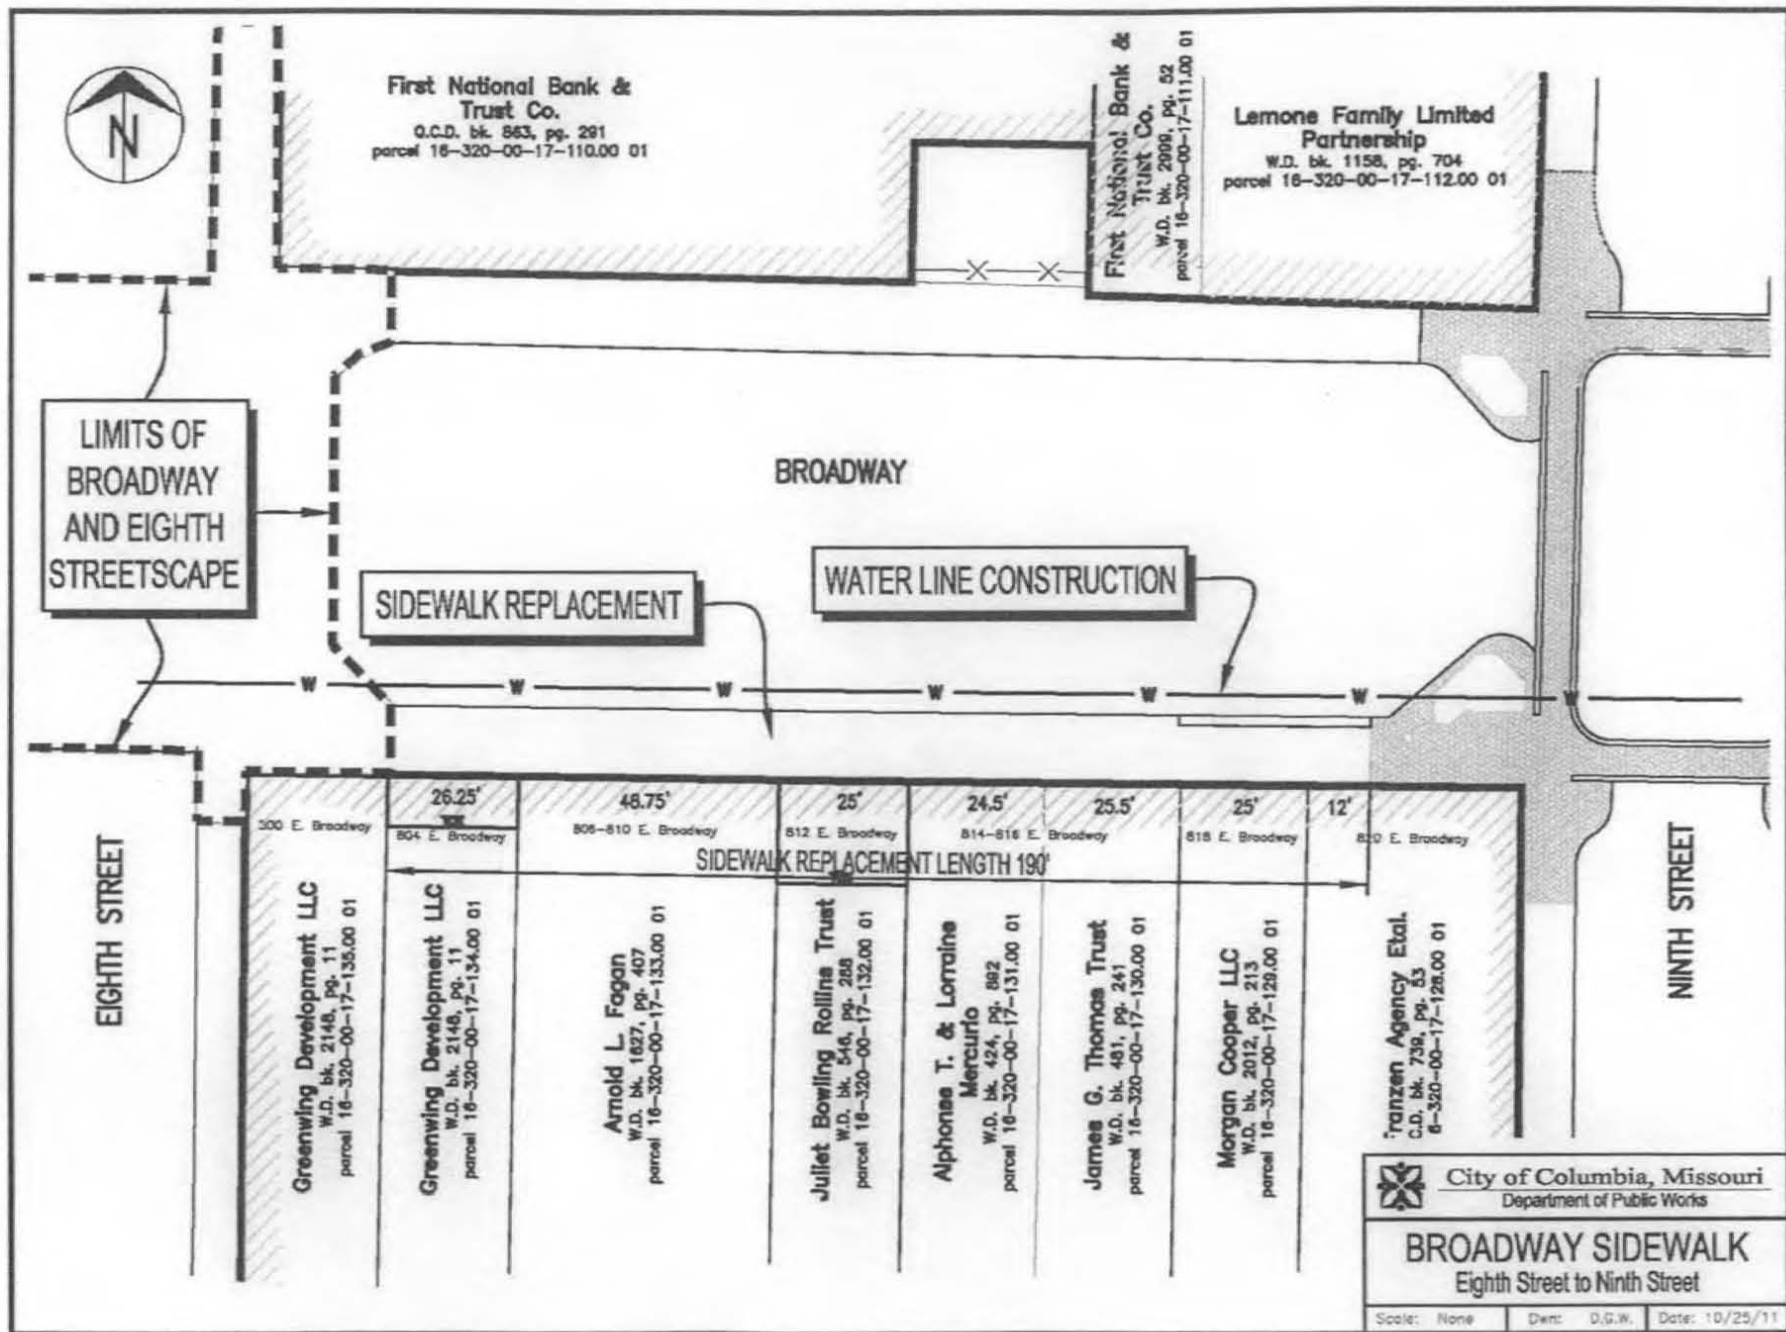 N
First National Bank &
Trust Co.
Q.C.D. bk. 863, pg. 291
parcel 16-320-00-17-110.00 01
First National Bank &
Trust Co.
W.D. bk. 2999, pg. 52
parcel 16-320-00-17-111.00 01
Lemone Family Limited
Partnership
W.D. bk. 1158, pg. 704
parcel 16-320-00-17-112.00 01
LIMITS OF
BROADWAY
AND EIGHTH
STREETSCAPE
BROADWAY
SIDEWALK REPLACEMENT
WATER LINE CONSTRUCTION
W W W W W W W
26.25'
48.75'
25'
24.5'
25.5'
25'
12'
800 E. Broadway
804 E. Broadway
806-810 E. Broadway
812 E. Broadway
814-816 E. Broadway
818 E. Broadway
820 E. Broadway
SIDEWALK REPLACEMENT LENGTH 190'
EIGHTH STREET
Greenwing Development LLC
W.D. bk. 2148, pg. 11
parcel 16-320-00-17-135.00 01
Greenwing Development LLC
W.D. bk. 2148, pg. 11
parcel 16-320-00-17-134.00 01
Arnold L. Fagan
W.D. bk. 1627, pg. 407
parcel 16-320-00-17-133.00 01
Juliet Bowling Rollins Trust
W.D. bk. 546, pg. 288
parcel 16-320-00-17-132.00 01
Alphonse T. & Lorraine
Mercurio
W.D. bk. 424, pg. 892
parcel 16-320-00-17-131.00 01
James G. Thomas Trust
W.D. bk. 481, pg. 241
parcel 16-320-00-17-130.00 01
Morgan Cooper LLC
W.D. bk. 2012, pg. 213
parcel 16-320-00-17-129.00 01
Franzen Agency Etal.
C.D. bk. 739, pg. 53
6-320-00-17-128.00 01
NINTH STREET
City of Columbia, Missouri
Department of Public Works
BROADWAY SIDEWALK
Eighth Street to Ninth Street
Scale: None
Dwn: D.G.W.
Date: 10/25/11